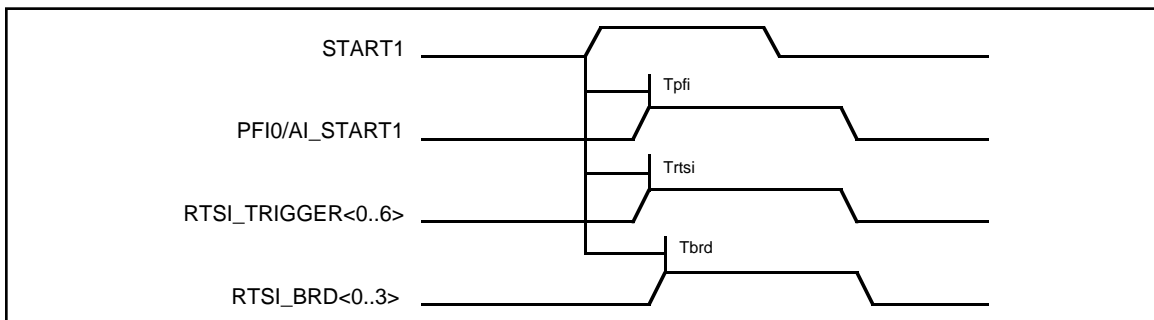 START1
Tpfi
PFI0/AI_START1
Trtsi
RTSI_TRIGGER<0..6>
Tbrd
RTSI_BRD<0..3>